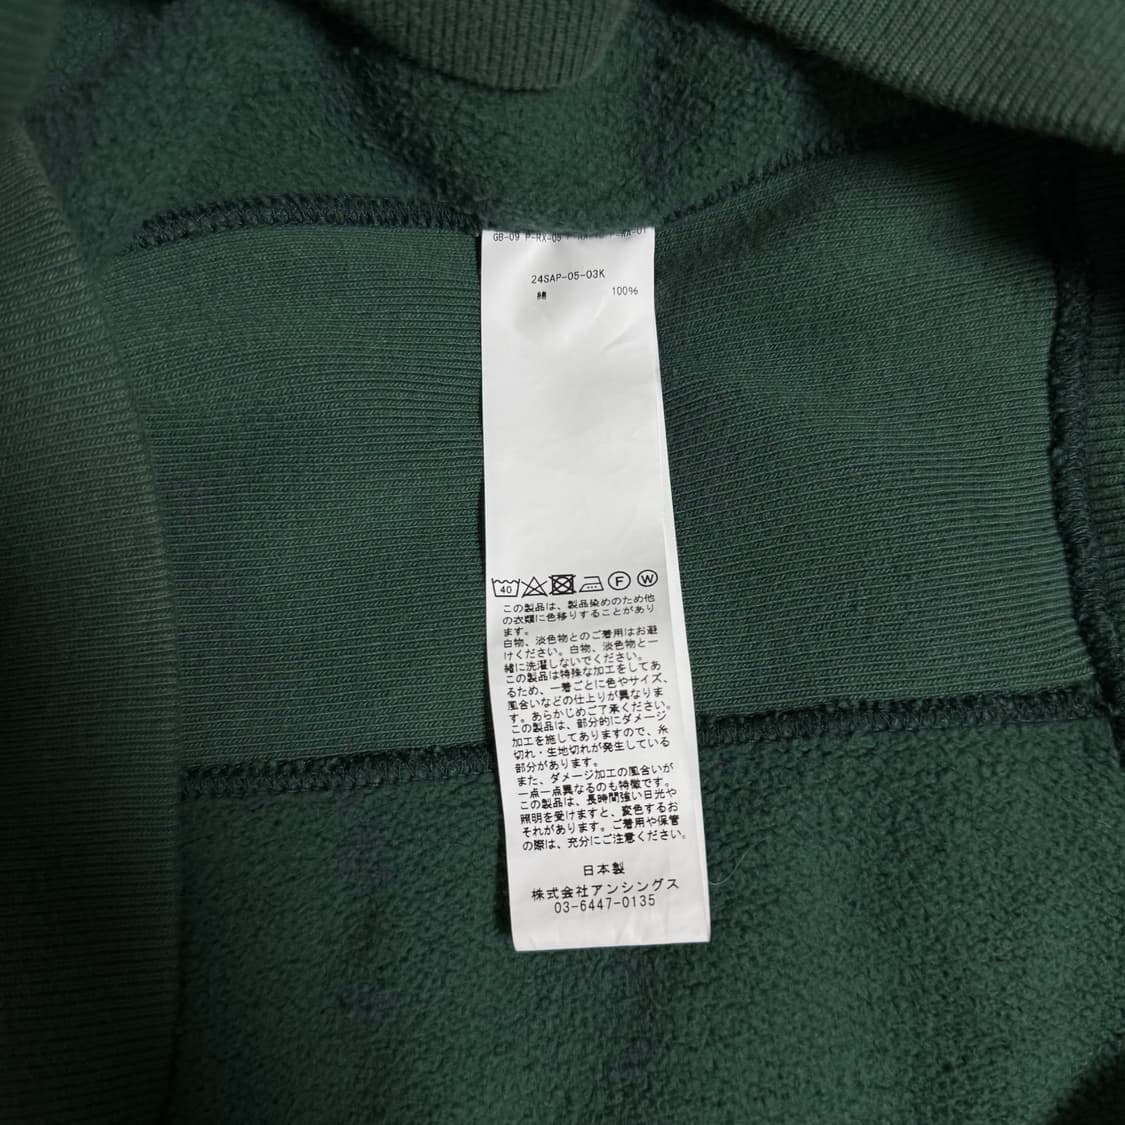 GB-09 P-RX-05
24SAP-05-03K
綿 100%
40 F W
この製品は、製品染めのため他
の衣類に色移りすることがあり
ます。
白物、淡色物とのご着用はお避
けください。白物、淡色物と一
緒に洗濯しないでください。
この製品は特殊な加工をしてあ
るため、一着ごとに色やサイズ、
風合いなどの仕上りが異なりま
す。あらかじめご了承ください。
この製品は、部分的にダメージ
加工を施してありますので、糸
切れ・生地切れが発生している
部分があります。
また、ダメージ加工の風合いが
一点一点異なるのも特徴です。
この製品は、長時間強い日光や
照明を受けますと、変色するお
それがあります。ご着用や保管
の際は、充分にご注意ください。
日本製
株式会社アンシングス
03-6447-0135